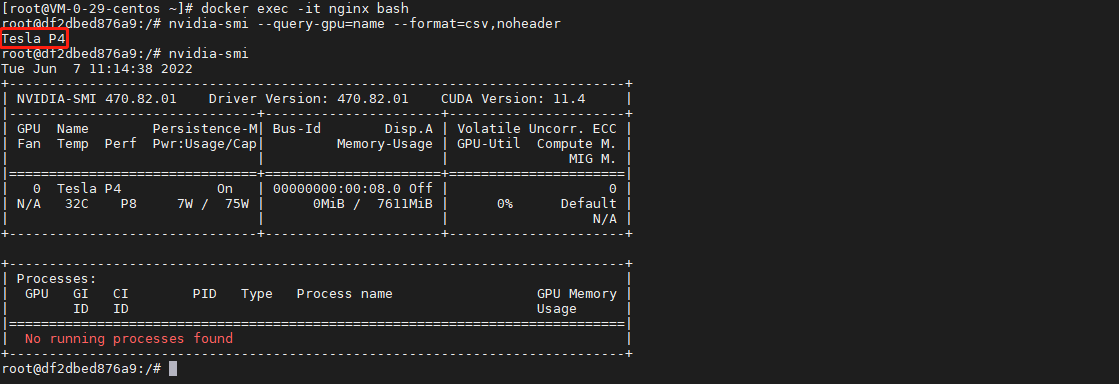 [root@VM-0-29-centos ~]# docker exec -it nginx bash
root@df2dbed876a9:/# nvidia-smi --query-gpu=name --format=csv,noheader
Tesla P4
root@df2dbed876a9:/# nvidia-smi
Tue Jun  7 11:14:38 2022
+-----------------------------------------------------------------------------+
| NVIDIA-SMI 470.82.01    Driver Version: 470.82.01    CUDA Version: 11.4     |
|-------------------------------+----------------------+----------------------+
| GPU  Name        Persistence-M| Bus-Id        Disp.A | Volatile Uncorr. ECC |
| Fan  Temp  Perf  Pwr:Usage/Cap|         Memory-Usage | GPU-Util  Compute M. |
|                               |                      |               MIG M. |
|===============================+======================+======================|
|   0  Tesla P4            On   | 00000000:00:08.0 Off |                    0 |
| N/A   32C    P8     7W /  75W |      0MiB /  7611MiB |      0%      Default |
|                               |                      |                  N/A |
+-------------------------------+----------------------+----------------------+

+-----------------------------------------------------------------------------+
| Processes:                                                                  |
|  GPU   GI   CI        PID   Type   Process name                  GPU Memory |
|        ID   ID                                                   Usage      |
|=============================================================================|
|  No running processes found                                                 |
+-----------------------------------------------------------------------------+
root@df2dbed876a9:/#